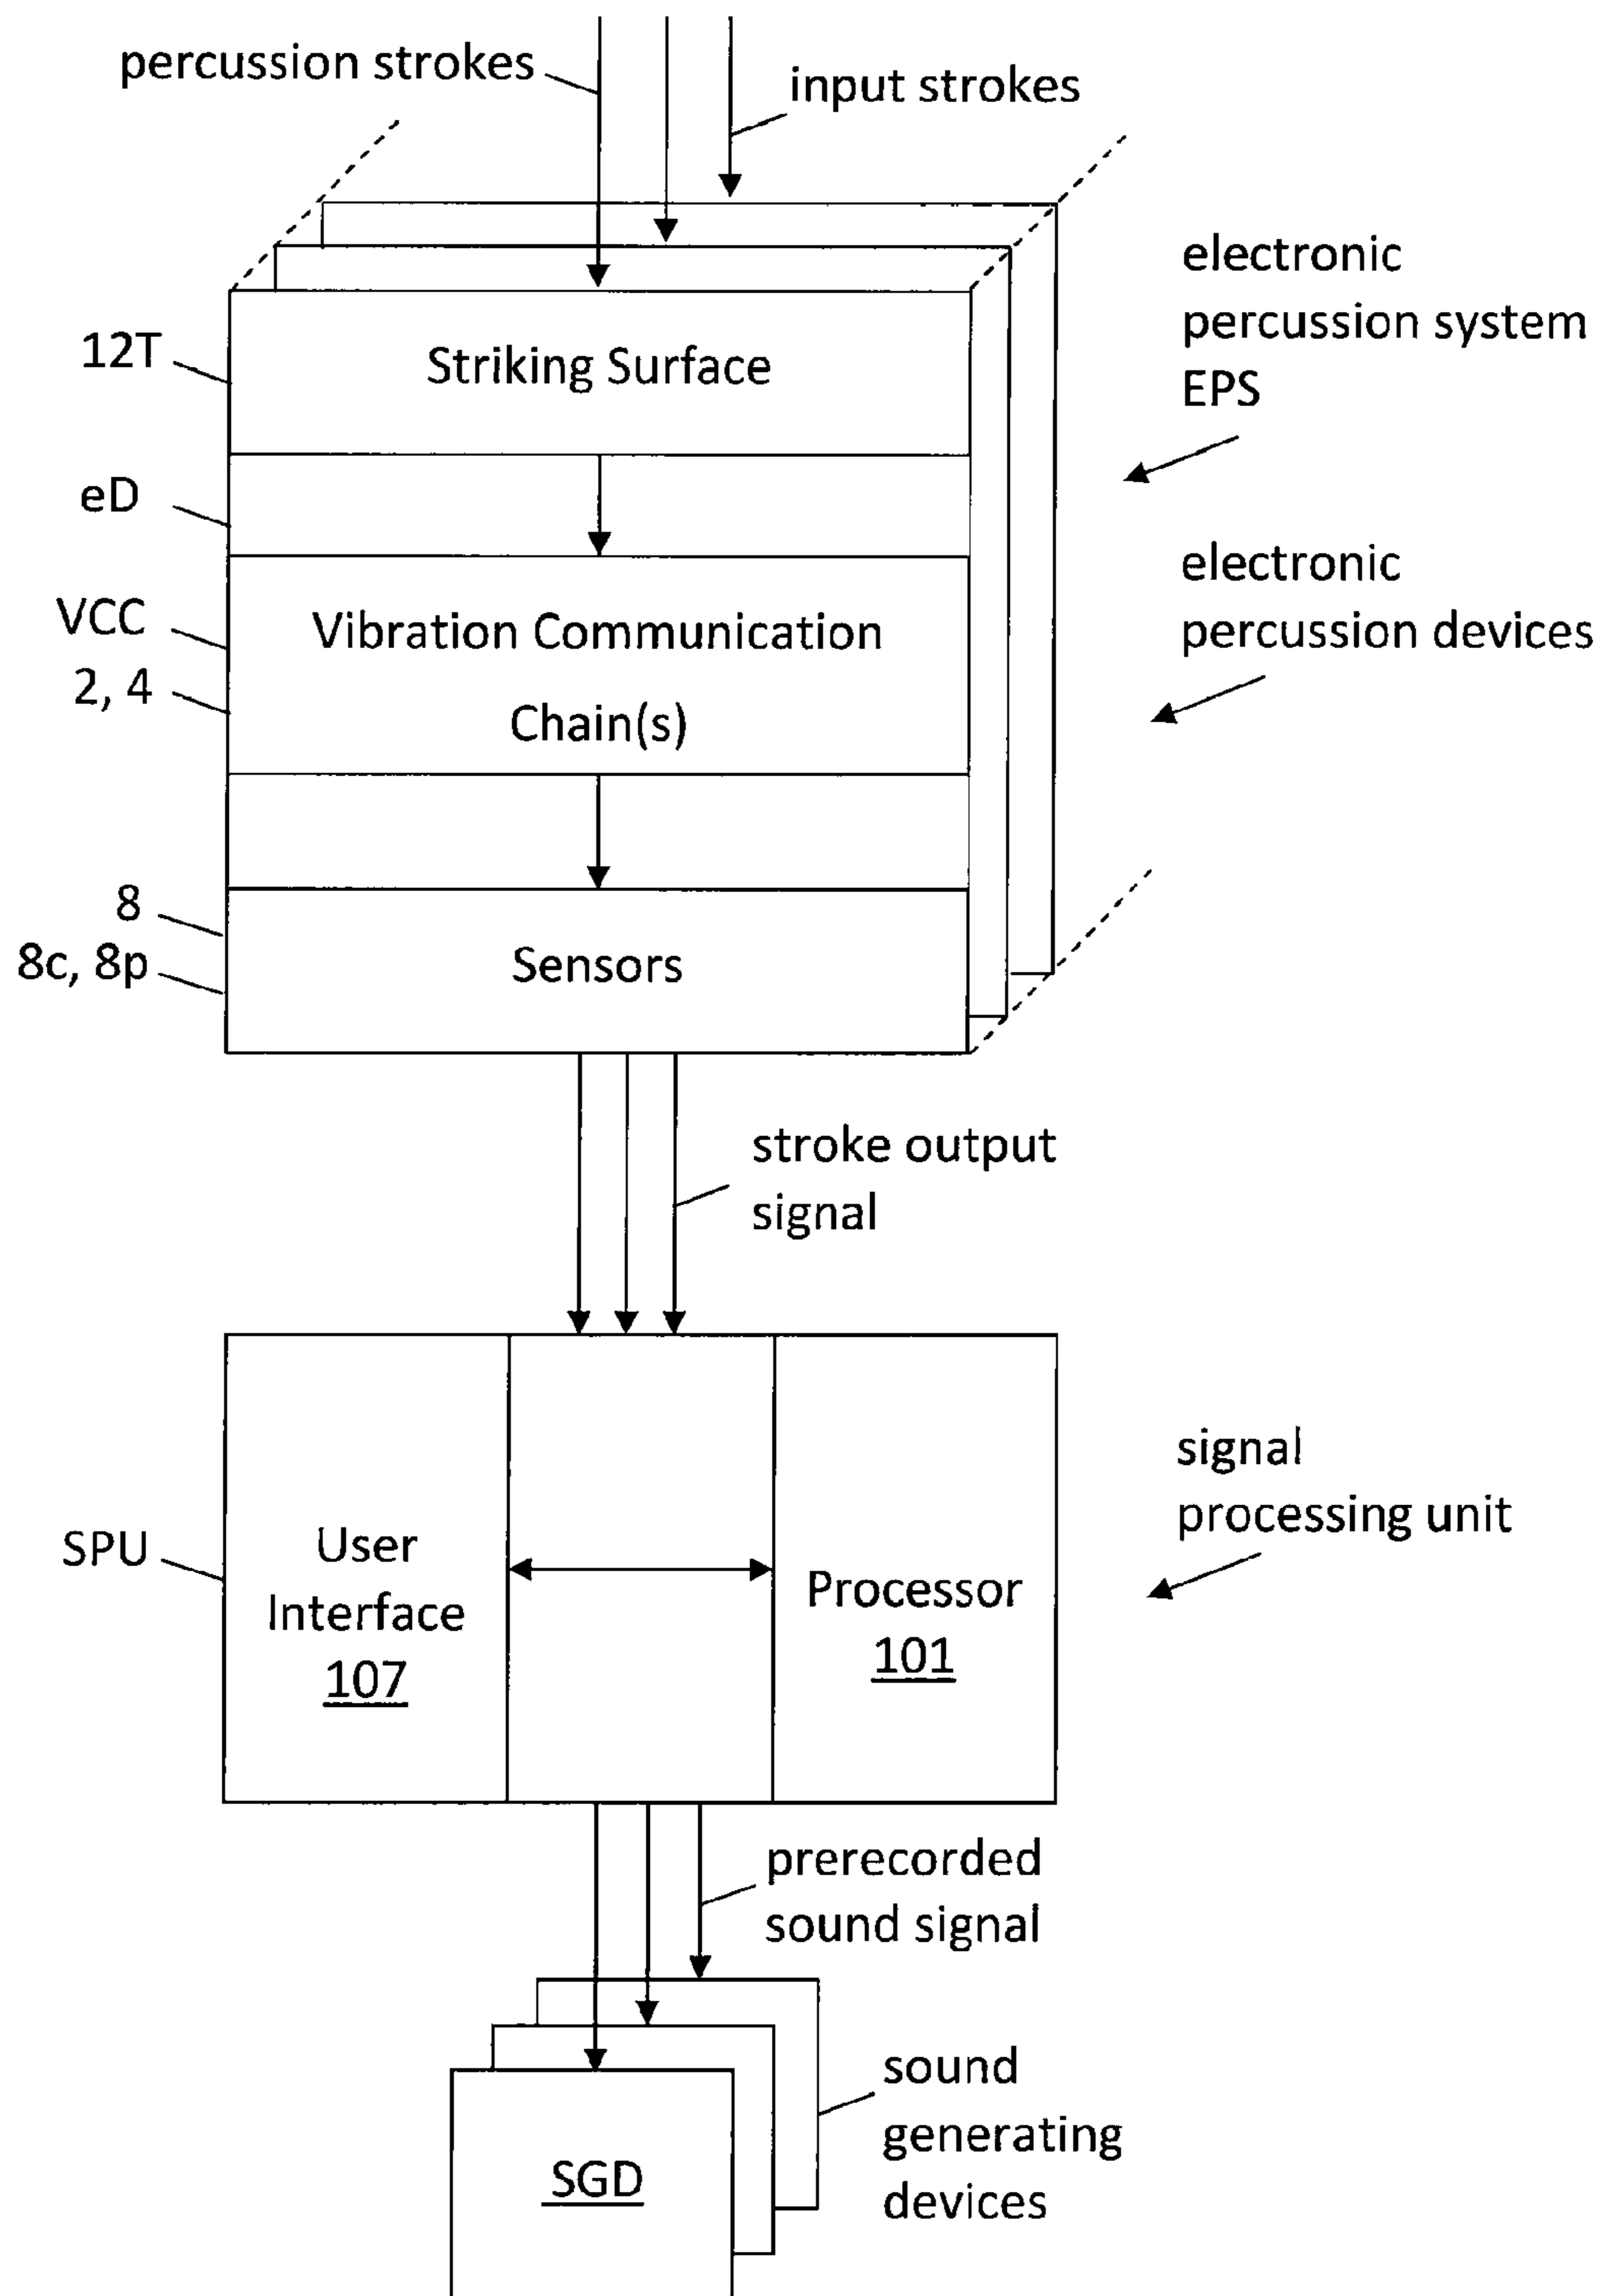 percussion strokes
input strokes
electronic
percussion system
EPS
12T
Striking Surface
eD
electronic
percussion devices
VCC
2, 4
Vibration Communication
Chain(s)
8
8c, 8p
Sensors
stroke output
signal
signal
processing unit
SPU
User
Interface
107
Processor
101
prerecorded
sound signal
sound
generating
devices
SGD